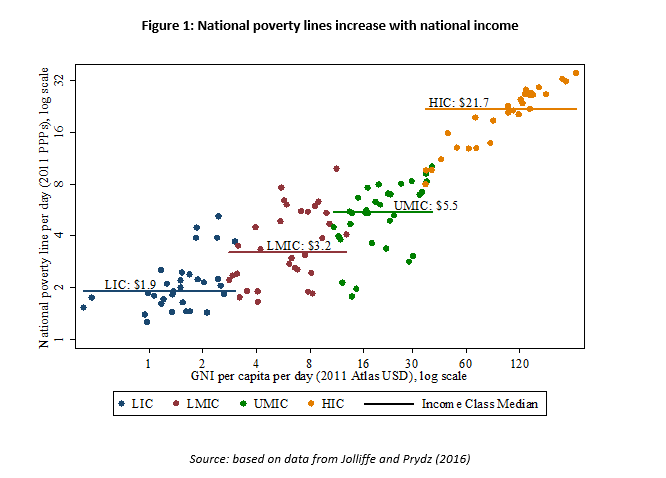 Figure 1: National poverty lines increase with national income
National poverty line per day (2011 PPPs), log scale
32
16
8
4
2
1
HIC: $21.7
UMIC: $5.5
LMIC: $3.2
LIC: $1.9
1 2 4 8 16 30 60 120
GNI per capita per day (2011 Atlas USD), log scale
LIC LMIC UMIC HIC Income Class Median
Source: based on data from Jolliffe and Prydz (2016)